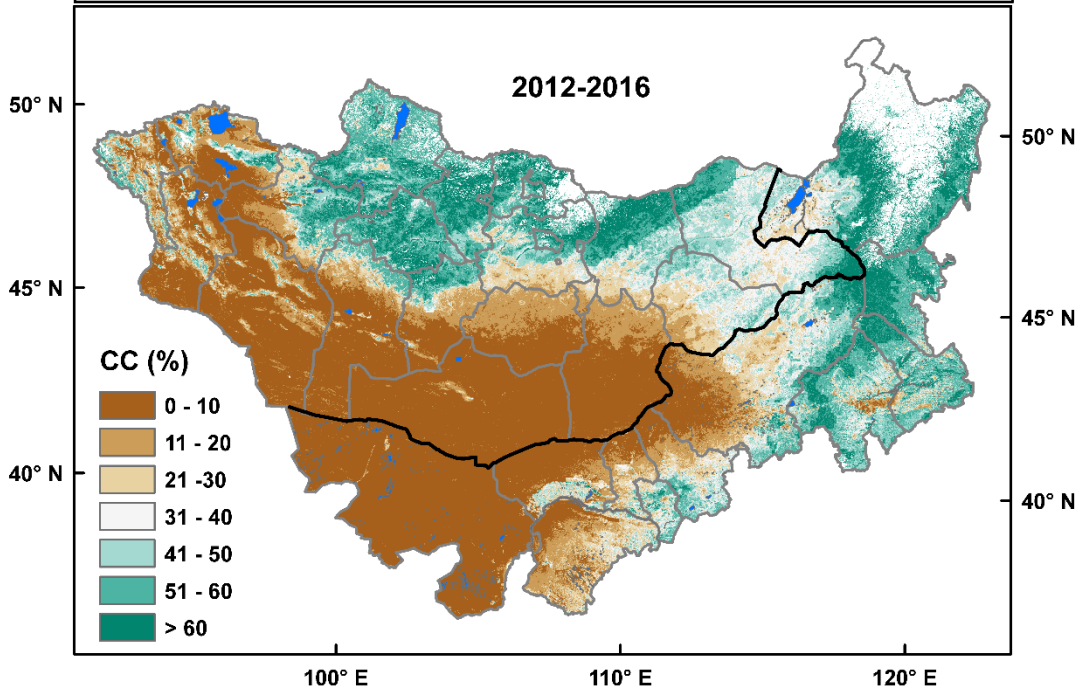 2012-2016
50° N
50° N
45° N
45° N
40° N
40° N
CC (%)
0 - 10
11 - 20
21 -30
31 - 40
41 - 50
51 - 60
> 60
100° E
110° E
120° E